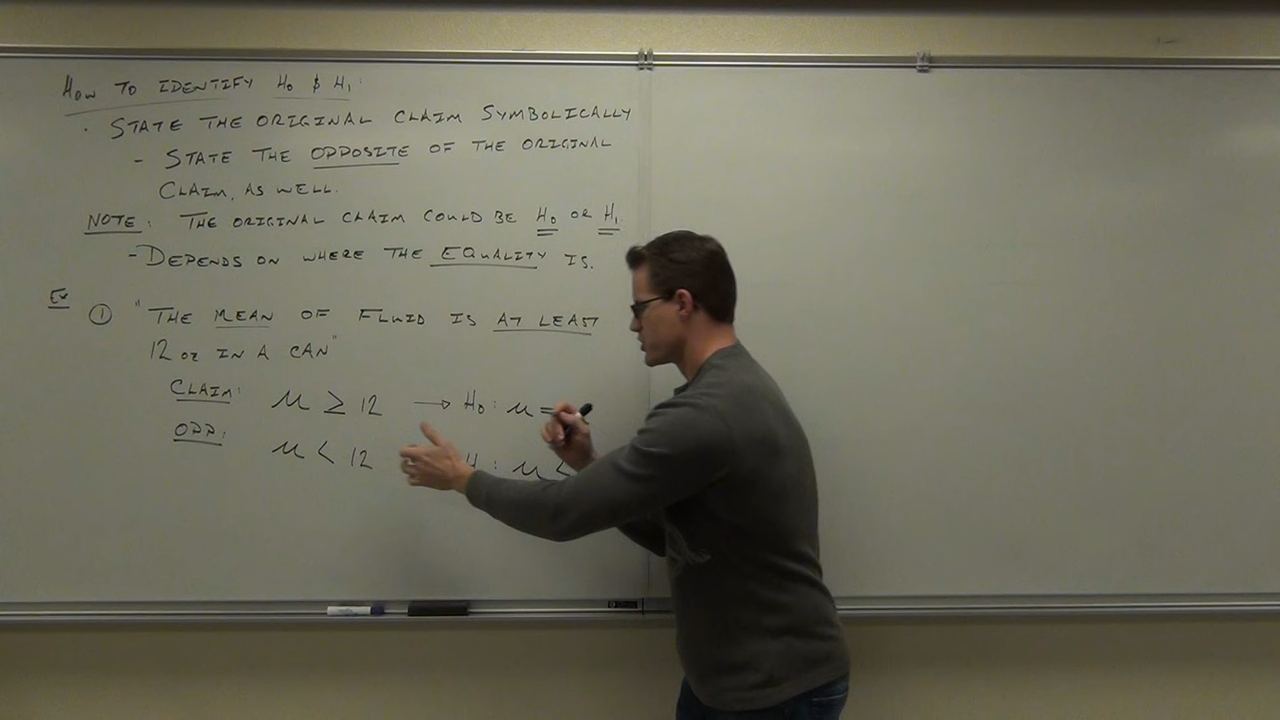 HOW TO IDENTIFY H₀ & H₁:
· STATE THE ORIGINAL CLAIM SYMBOLICALLY
- STATE THE OPPOSITE OF THE ORIGINAL
CLAIM, AS WELL.
NOTE: THE ORIGINAL CLAIM COULD BE H₀ OR H₁.
- DEPENDS ON WHERE THE EQUALITY IS.
EX ① "THE MEAN OF FLUID IS AT LEAST
12 oz IN A CAN"
CLAIM: μ ≥ 12 → H₀: μ =
OPP: μ < 12 H : μ <